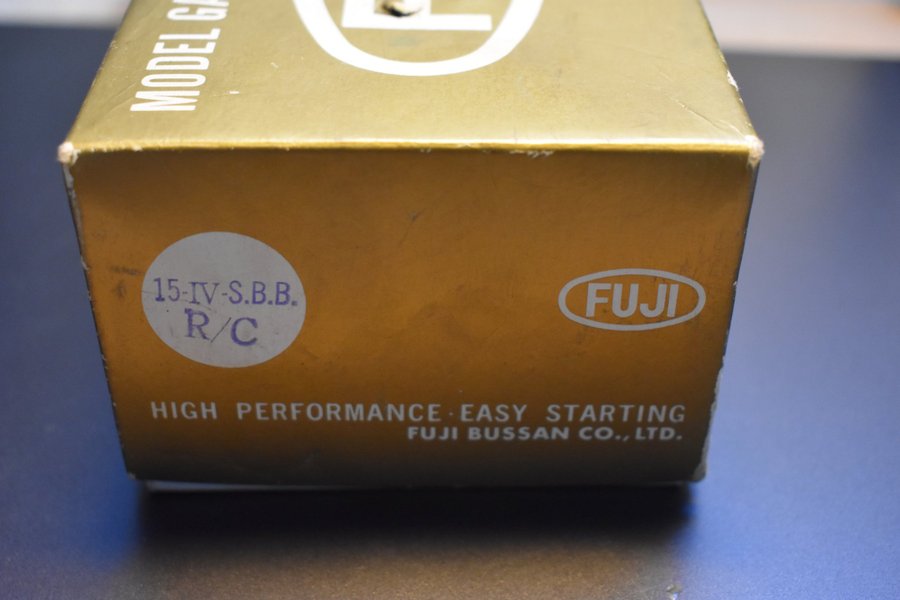 MODEL
F
15-IV-S.B.B.
R/C
FUJI
HIGH PERFORMANCE · EASY STARTING
FUJI BUSSAN CO., LTD.